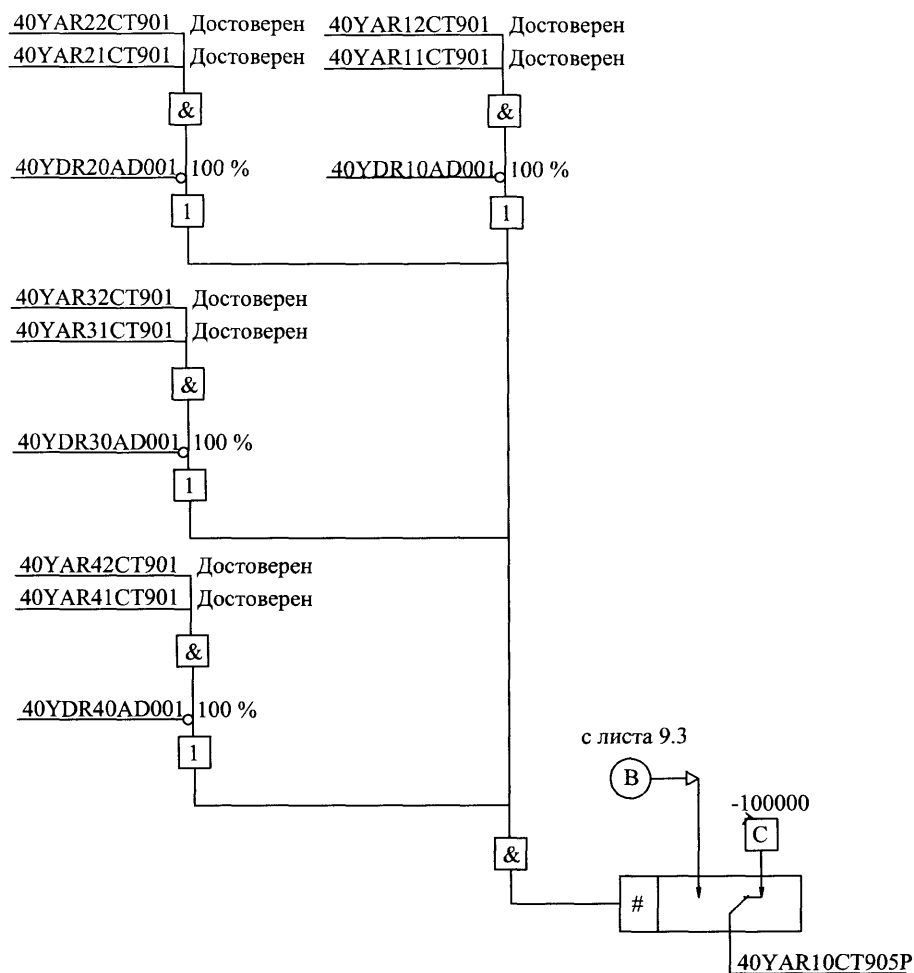 40YAR22CT901 Достоверен
40YAR21CT901 Достоверен
&
40YDR20AD001 100 %
1
40YAR12CT901 Достоверен
40YAR11CT901 Достоверен
&
40YDR10AD001 100 %
1
40YAR32CT901 Достоверен
40YAR31CT901 Достоверен
&
40YDR30AD001 100 %
1
40YAR42CT901 Достоверен
40YAR41CT901 Достоверен
&
40YDR40AD001 100 %
1
с листа 9.3
B
-100000
C
&
#
40YAR10CT905P